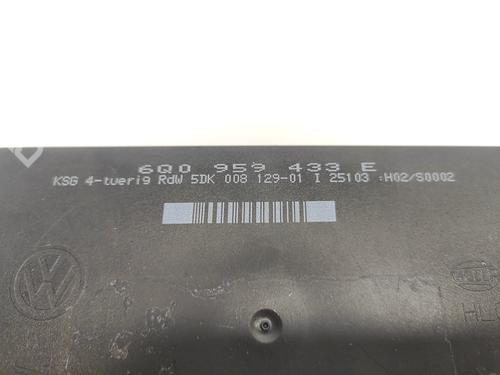 6Q0 959 433 E
KSG 4-tuerig RdW 5DK 008 129-01 I 25103 :H02/S0002